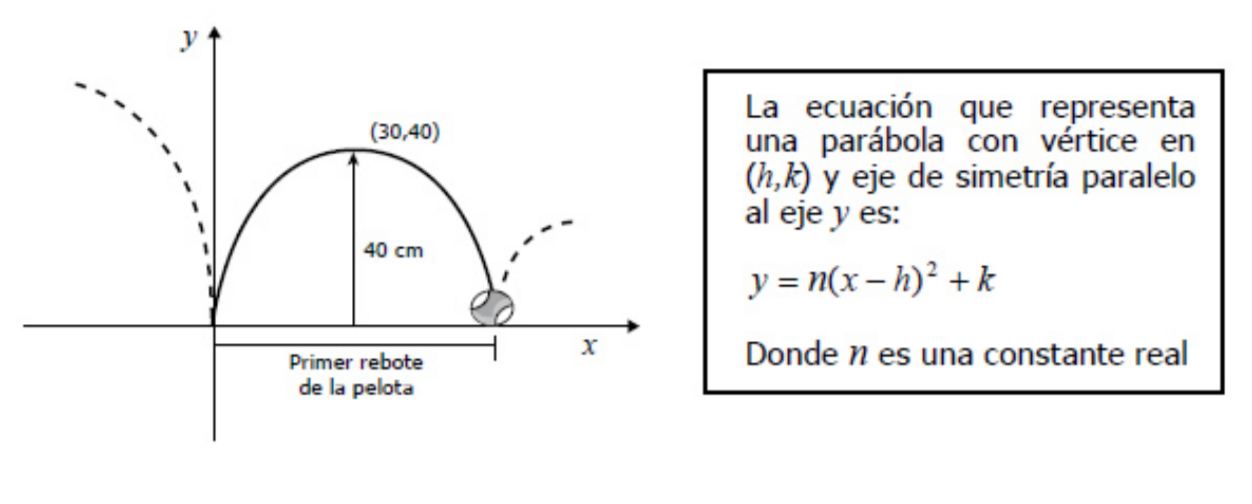 y
(30,40)
40 cm
x
Primer rebote
de la pelota
La ecuación que representa
una parábola con vértice en
(h,k) y eje de simetría paralelo
al eje y es:
y = n(x − h)² + k
Donde n es una constante real